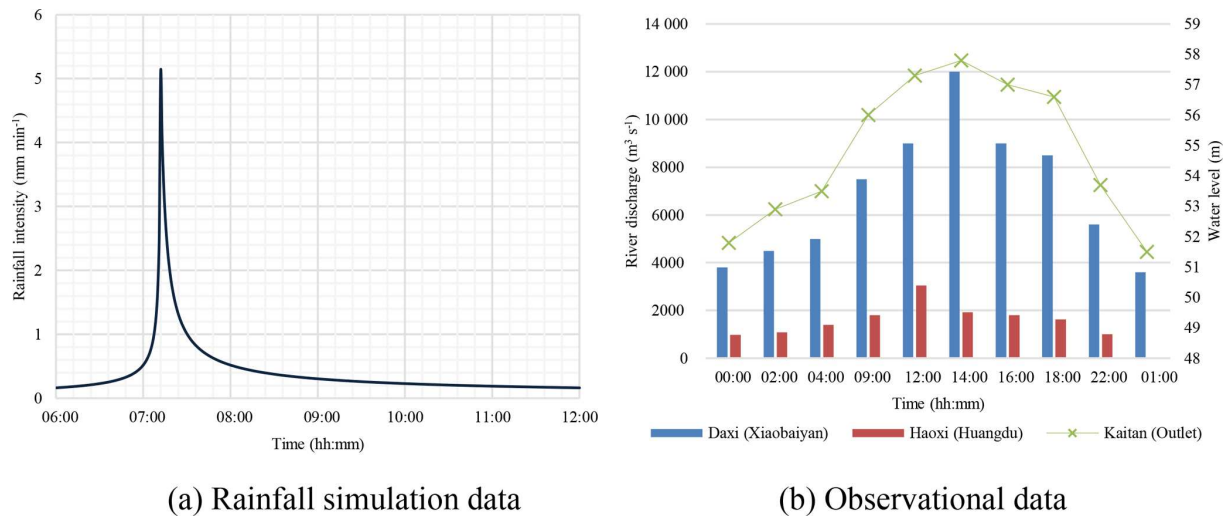 6
5
4
3
2
1
0
Rainfall intensity (mm min⁻¹)
06:00 07:00 08:00 09:00 10:00 11:00 12:00
Time (hh:mm)
(a) Rainfall simulation data
14 000
12 000
10 000
8000
6000
4000
2000
0
River discharge (m³ s⁻¹)
59
58
57
56
55
54
53
52
51
50
49
48
Water level (m)
00:00 02:00 04:00 09:00 12:00 14:00 16:00 18:00 22:00 01:00
Time (hh:mm)
Daxi (Xiaobaiyan) Haoxi (Huangdu) Kaitan (Outlet)
(b) Observational data